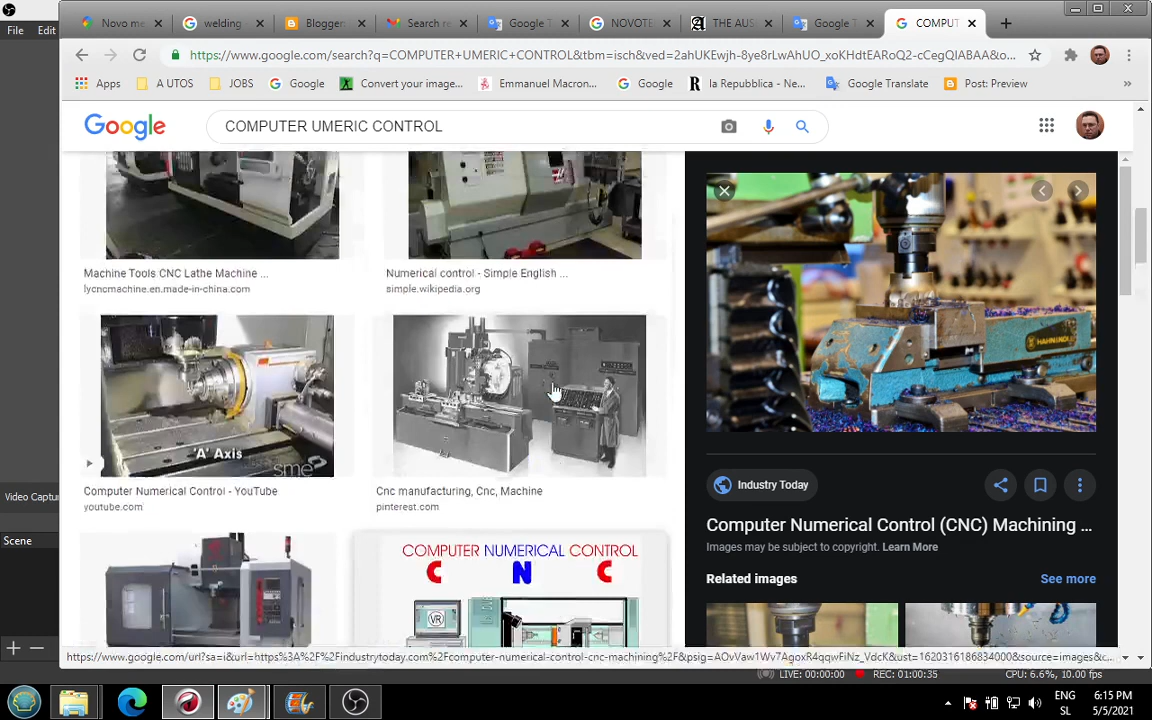 Novo me
welding
Blogger:
Search re
Google T
NOVOTE
THE AUS
Google T
COMPUT
File
Edit
https://www.google.com/search?q=COMPUTER+UMERIC+CONTROL&tbm=isch&ved=2ahUKEwjh-8ye8rLwAhUO_xoKHdtEARoQ2-cCegQIABAA&o...
Apps
A UTOS
JOBS
Google
Convert your image...
Emmanuel Macron...
Google
la Repubblica - Ne...
Google Translate
Post: Preview
»
Google
COMPUTER UMERIC CONTROL
Machine Tools CNC Lathe Machine ...
lycncmachine.en.made-in-china.com
Numerical control - Simple English ...
simple.wikipedia.org
'A' Axis
sme
Computer Numerical Control - YouTube
youtube.com
Cnc manufacturing, Cnc, Machine
pinterest.com
COMPUTER NUMERICAL CONTROL
C N C
VR
Industry Today
Computer Numerical Control (CNC) Machining ...
Images may be subject to copyright. Learn More
Related images
See more
Video Captur
Scene
https://www.google.com/url?sa=i&url=https%3A%2F%2Findustrytoday.com%2Fcomputer-numerical-control-cnc-machining%2F&psig=AOvVaw1Wv7AgoxR4qqwFiNz_VdcK&ust=1620316186834000&source=images&c...
LIVE: 00:00:00
REC: 01:00:35
CPU: 6.6%, 10.00 fps
ENG
SL
6:15 PM
5/5/2021